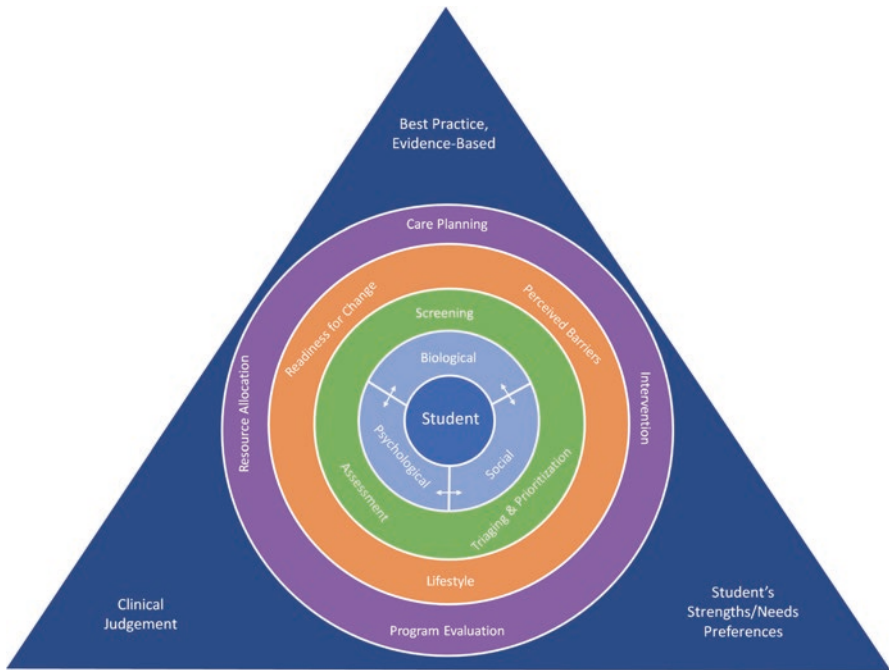 Best Practice,
Evidence-Based
Care Planning
Readiness for Change
Perceived Barriers
Screening
Biological
Resource Allocation
Student
Intervention
Psychological
Social
Assessment
Triaging & Prioritization
Lifestyle
Clinical
Judgement
Program Evaluation
Student's
Strengths/Needs
Preferences